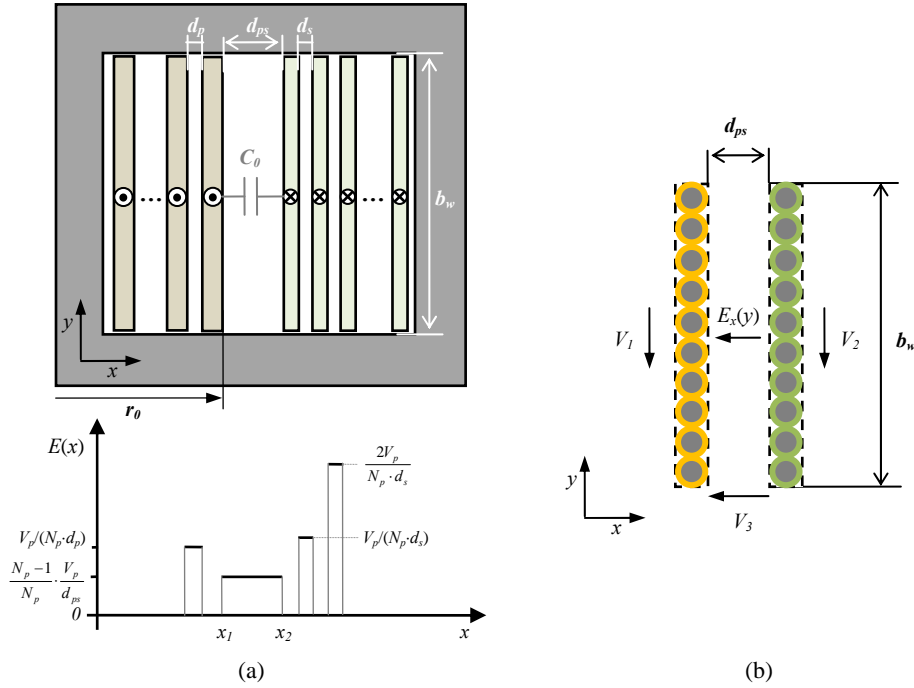 d_p d_ps d_s
C_0
... ...
b_w
y
x
r_0
E(x)
2V_p / N_p · d_s
V_p/(N_p·d_p)
V_p/(N_p·d_s)
N_p − 1 / N_p · V_p / d_ps
0
x_1 x_2 x
(a)
d_ps
E_x(y)
V_1 V_2 b_w
y
x
V_3
(b)